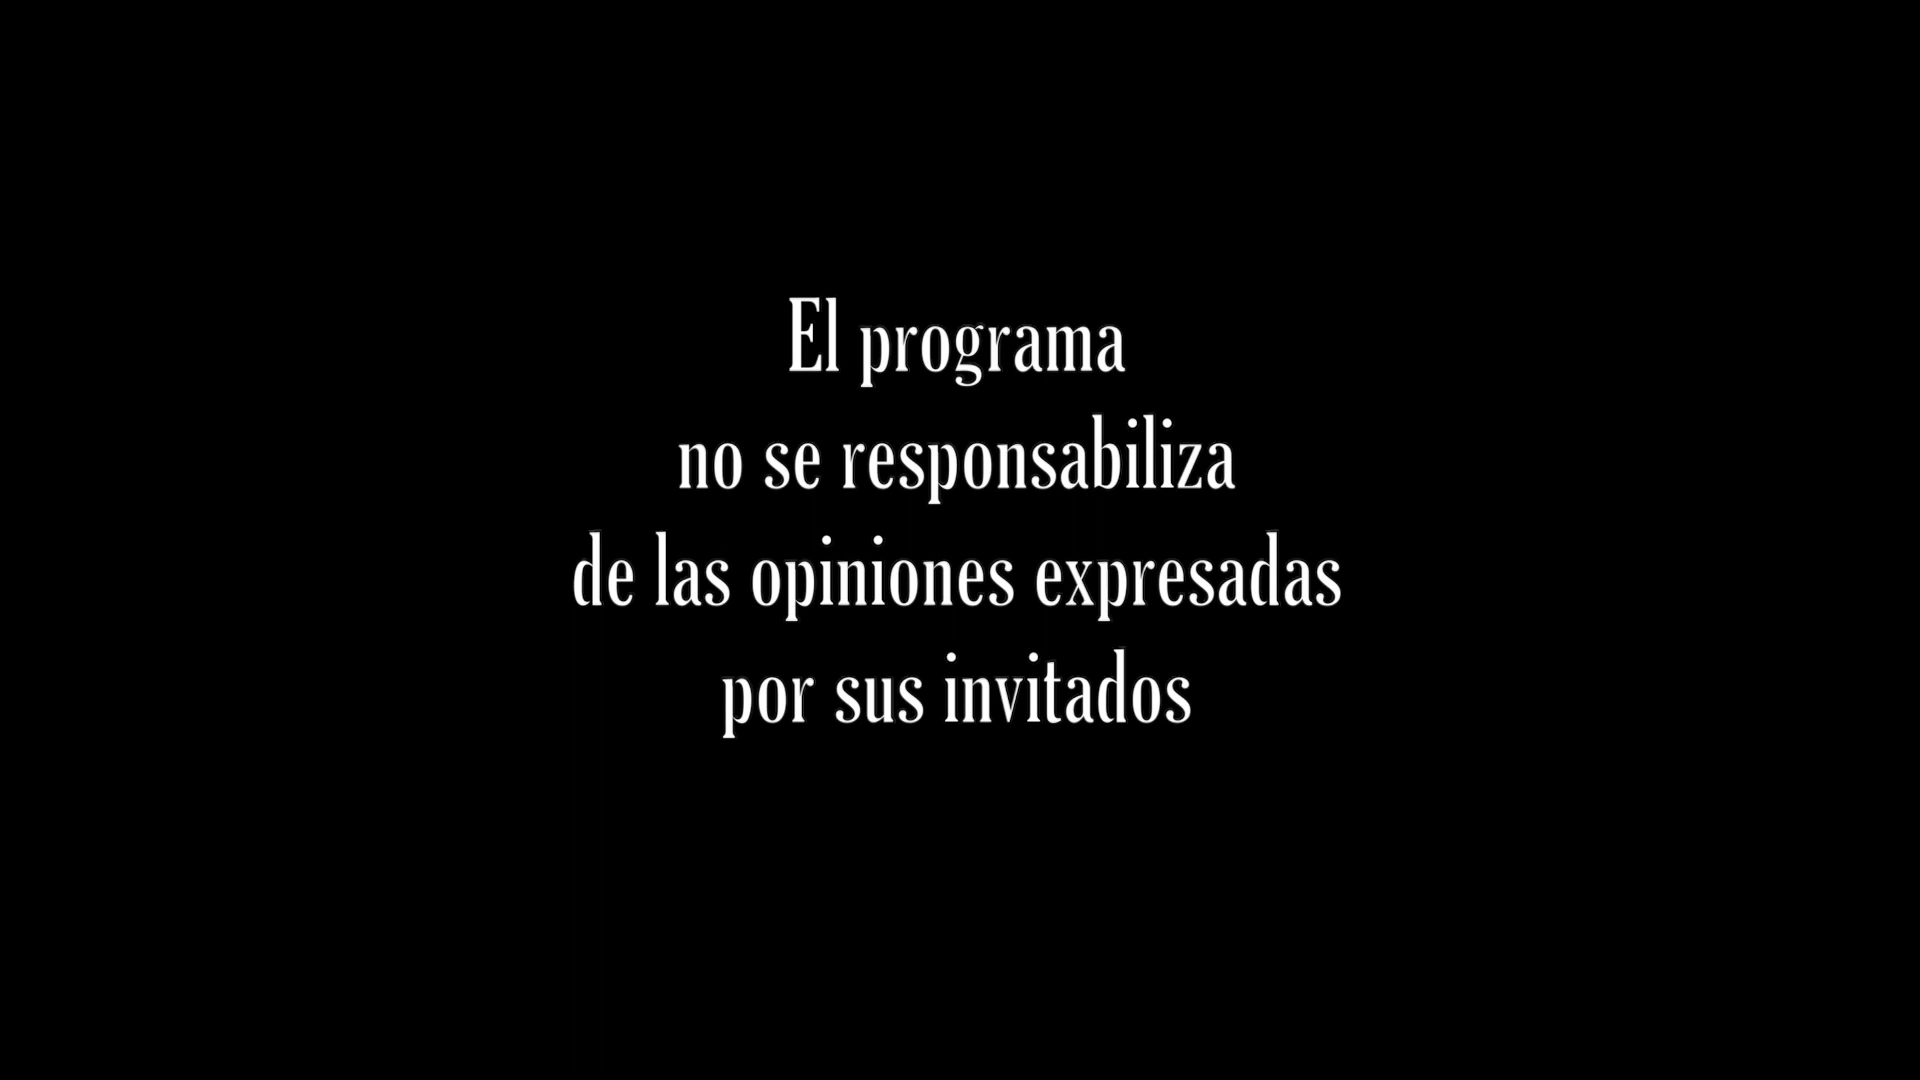 El programa
no se responsabiliza
de las opiniones expresadas
por sus invitados